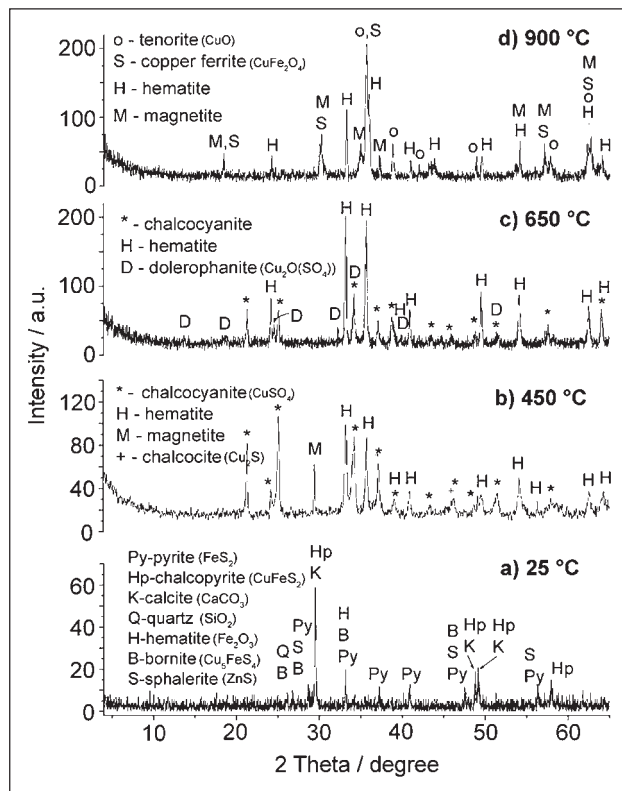 Intensity / a.u.
d) 900 °C
o - tenorite (CuO)
S - copper ferrite (CuFe₂O₄)
H - hematite
M - magnetite
200
150
100
50
0
M,S
H
M
S
H
M
o,S
H
M
o
o
H
H
o
H
M
H
M
S
o
M
S
o
H
H
c) 650 °C
* - chalcocyanite
H - hematite
D - dolerophanite (Cu₂O(SO₄))
200
100
0
D
D
*
H
D
*
D
H
D
*
H
*
*
H
D
H
*
*
*
H
D
*
H
*
H
H
*
b) 450 °C
* - chalcocyanite (CuSO₄)
H - hematite
M - magnetite
+ - chalcocite (Cu₂S)
120
80
40
0
*
*
*
M
H
*
H
*
H
*
H
*
+
*
*
H
*
H
H
*
H
H
a) 25 °C
Py-pyrite (FeS₂)
Hp-chalcopyrite (CuFeS₂)
K-calcite (CaCO₃)
Q-quartz (SiO₂)
H-hematite (Fe₂O₃)
B-bornite (Cu₅FeS₄)
S-sphalerite (ZnS)
60
40
20
0
Q
B
Py
S
B
Hp
K
H
B
Py
Py
Py
B
S
Py
Hp
K
Hp
K
S
Py
Hp
10 20 30 40 50 60
2 Theta / degree